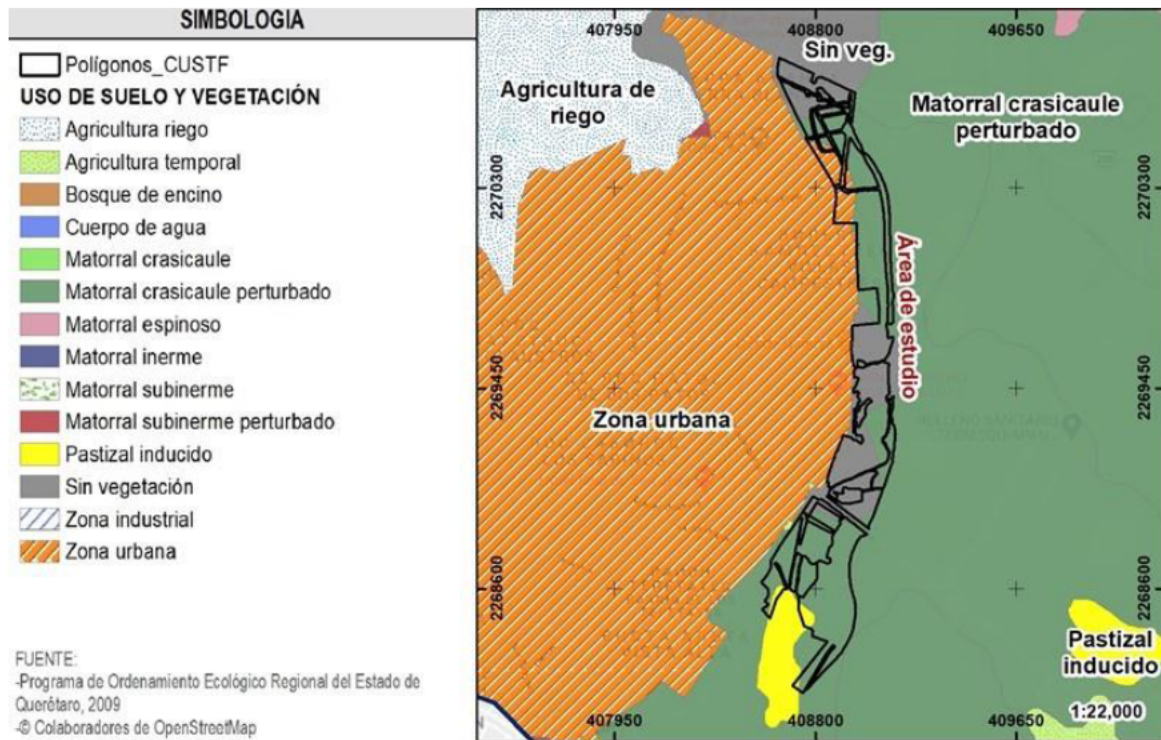 SIMBOLOGIA
Polígonos_CUSTF
USO DE SUELO Y VEGETACIÓN
Agricultura riego
Agricultura temporal
Bosque de encino
Cuerpo de agua
Matorral crasicaule
Matorral crasicaule perturbado
Matorral espinoso
Matorral inerme
Matorral subinerme
Matorral subinerme perturbado
Pastizal inducido
Sin vegetación
Zona industrial
Zona urbana
FUENTE:
-Programa de Ordenamiento Ecológico Regional del Estado de
Querétaro, 2009
-© Colaboradores de OpenStreetMap
407950
408800
409650
Sin veg.
Agricultura de
riego
Matorral crasicaule
perturbado
2270300
2270300
Área de estudio
2269450
2269450
Zona urbana
2268600
2268600
Pastizal
inducido
1:22,000
407950
408800
409650